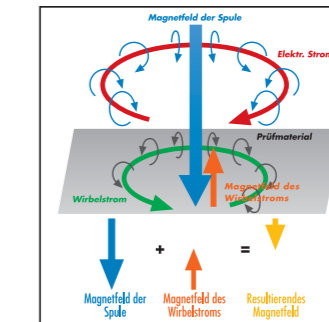 Magnetfeld der Spule
Elektr. Strom
Prüfmaterial
Magnetfeld des
Wirbelstroms
Wirbelstrom
+
=
Magnetfeld der
Spule
Magnetfeld des
Wirbelstroms
Resultierendes
Magnetfeld